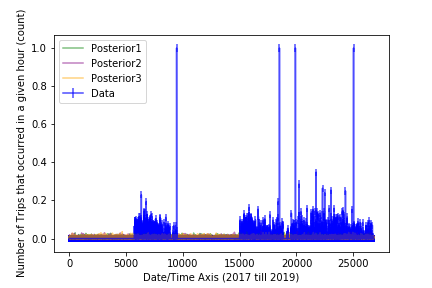 Number of Trips that occurred in a given hour (count)
1.0
0.8
0.6
0.4
0.2
0.0
Posterior1
Posterior2
Posterior3
Data
0 5000 10000 15000 20000 25000
Date/Time Axis (2017 till 2019)